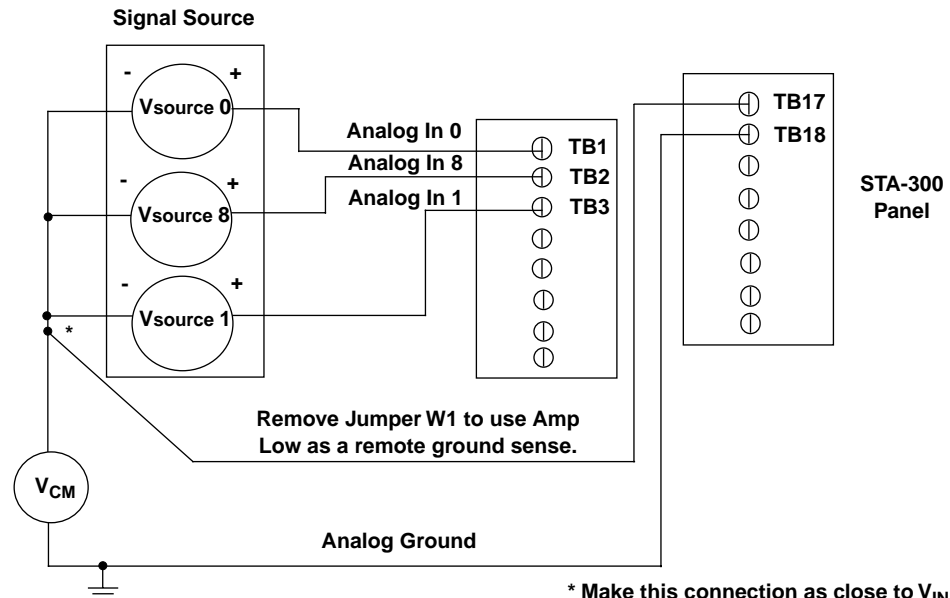 Signal Source
- +
Vsource 0
- +
Vsource 8
- +
Vsource 1
*
Analog In 0
Analog In 8
Analog In 1
TB1
TB2
TB3
TB17
TB18
STA-300
Panel
Remove Jumper W1 to use Amp
Low as a remote ground sense.
VCM
Analog Ground
* Make this connection as close to VIN